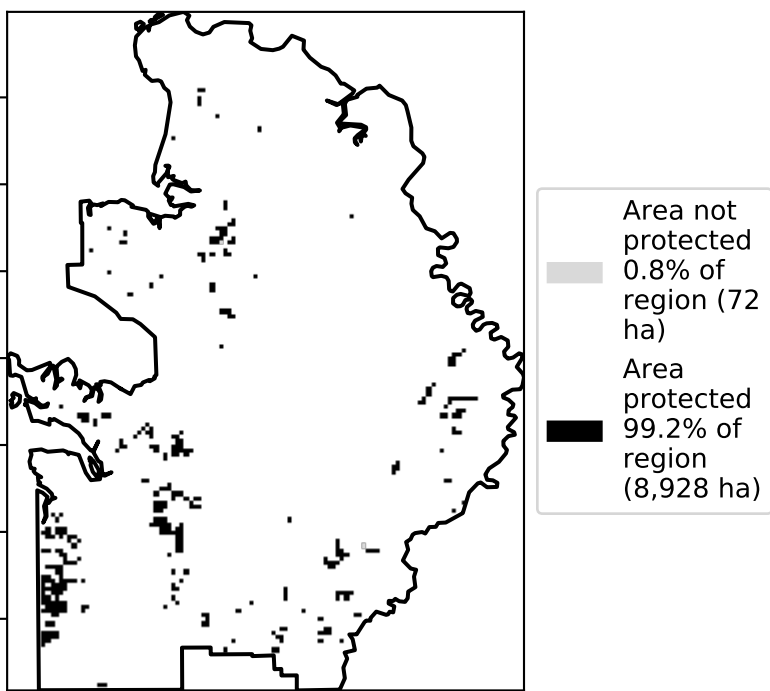 Area not
protected
0.8% of
region (72
ha)
Area
protected
99.2% of
region
(8,928 ha)